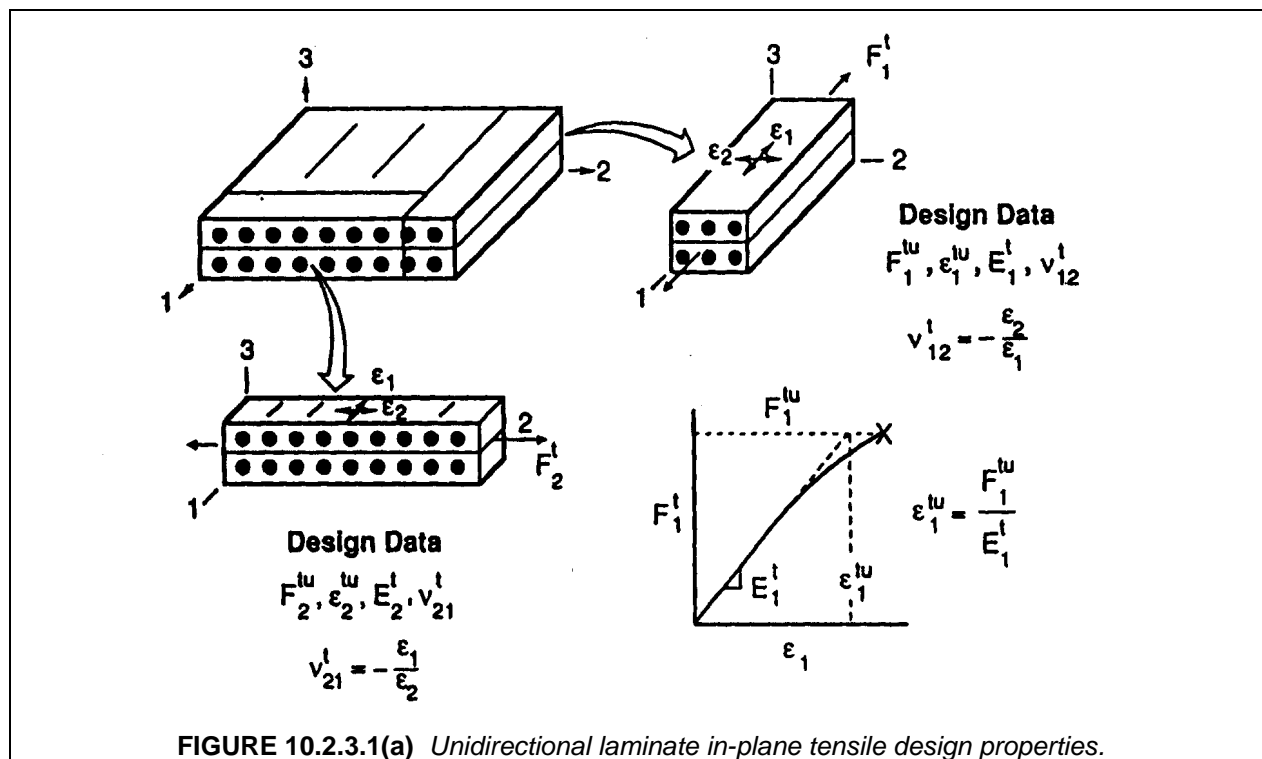 3
2
1
3
F₁ᵗ
ε₁
ε₂
2
1
Design Data
F₁ᵗᵘ, ε₁ᵗᵘ, E₁ᵗ, ν₁₂ᵗ
ν₁₂ᵗ = - ε₂/ε₁
3
ε₁
ε₂
2
F₂ᵗ
1
Design Data
F₂ᵗᵘ, ε₂ᵗᵘ, E₂ᵗ, ν₂₁ᵗ
ν₂₁ᵗ = - ε₁/ε₂
F₁ᵗᵘ
F₁ᵗ
E₁ᵗ
ε₁ᵗᵘ
ε₁
ε₁ᵗᵘ = F₁ᵗᵘ/E₁ᵗ
FIGURE 10.2.3.1(a) Unidirectional laminate in-plane tensile design properties.